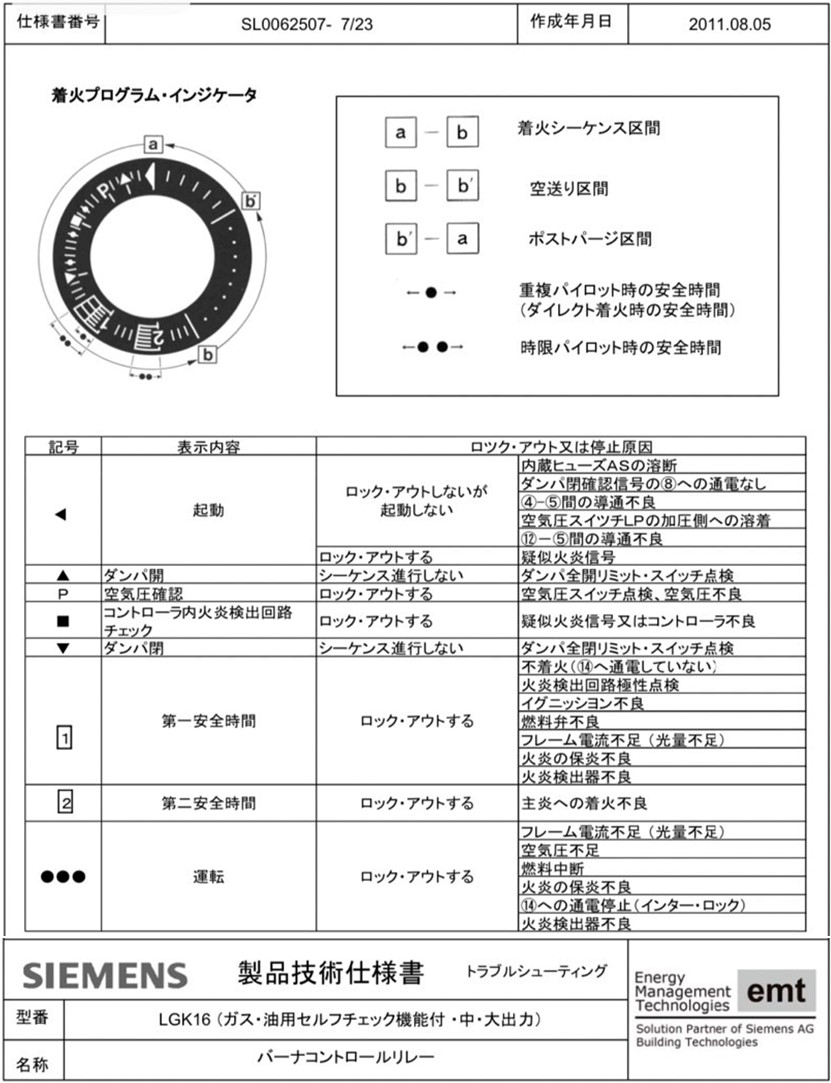 仕様書番号 SL0062507- 7/23 作成年月日 2011.08.05
着火プログラム・インジケータ
a
b'
b
P
1
2
a － b 着火シーケンス区間
b － b' 空送り区間
b' － a ポストパージ区間
←●→ 重複パイロット時の安全時間
(ダイレクト着火時の安全時間)
←●●→ 時限パイロット時の安全時間
記号 表示内容 ロツク・アウト又は停止原因
◀ 起動 ロック・アウトしないが
起動しない
内蔵ヒューズASの溶断
ダンパ閉確認信号の⑧への通電なし
④-⑤間の導通不良
空気圧スイツチLPの加圧側への溶着
⑫－⑤間の導通不良
ロック・アウトする 疑似火炎信号
▲ ダンパ開 シーケンス進行しない ダンパ全開リミット・スイッチ点検
P 空気圧確認 ロック・アウトする 空気圧スイッチ点検、空気圧不良
■ コントローラ内火炎検出回路
チェック ロック・アウトする 疑似火炎信号又はコントローラ不良
▼ ダンパ閉 シーケンス進行しない ダンパ全閉リミット・スイッチ点検
1 第一安全時間 ロック・アウトする
不着火(⑭へ通電していない)
火炎検出回路極性点検
イグニッシヨン不良
燃料弁不良
フレーム電流不足 (光量不足)
火炎の保炎不良
火炎検出器不良
2 第二安全時間 ロック・アウトする 主炎への着火不良
●●● 運転 ロック・アウトする
フレーム電流不足 (光量不足)
空気圧不足
燃料中断
火炎の保炎不良
⑭への通電停止(インター・ロック)
火炎検出器不良
SIEMENS 製品技術仕様書 トラブルシューティング
型番 LGK16 (ガス・油用セルフチェック機能付 ・中・大出力)
名称 バーナコントロールリレー
Energy
Management
Technologies
emt
Solution Partner of Siemens AG
Building Technologies